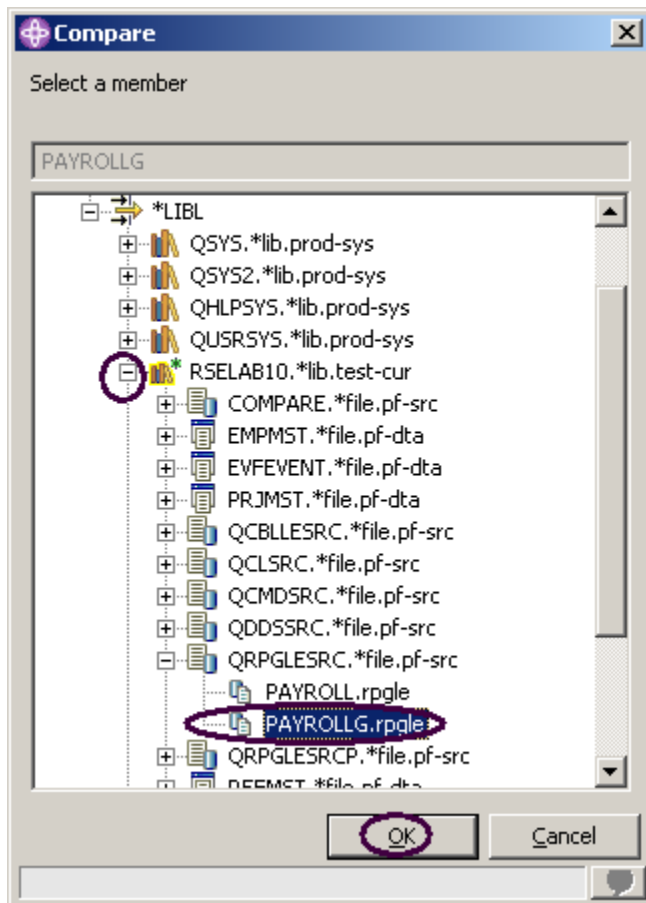 Compare
Select a member
PAYROLLG
*LIBL
QSYS.*lib.prod-sys
QSYS2.*lib.prod-sys
QHLPSYS.*lib.prod-sys
QUSRSYS.*lib.prod-sys
RSELAB10.*lib.test-cur
COMPARE.*file.pf-src
EMPMST.*file.pf-dta
EVFEVENT.*file.pf-dta
PRJMST.*file.pf-dta
QCBLLESRC.*file.pf-src
QCLSRC.*file.pf-src
QCMDSRC.*file.pf-src
QDDSSRC.*file.pf-src
QRPGLESRC.*file.pf-src
PAYROLL.rpgle
PAYROLLG.rpgle
QRPGLESRCP.*file.pf-src
*file.pf-dta
OK Cancel